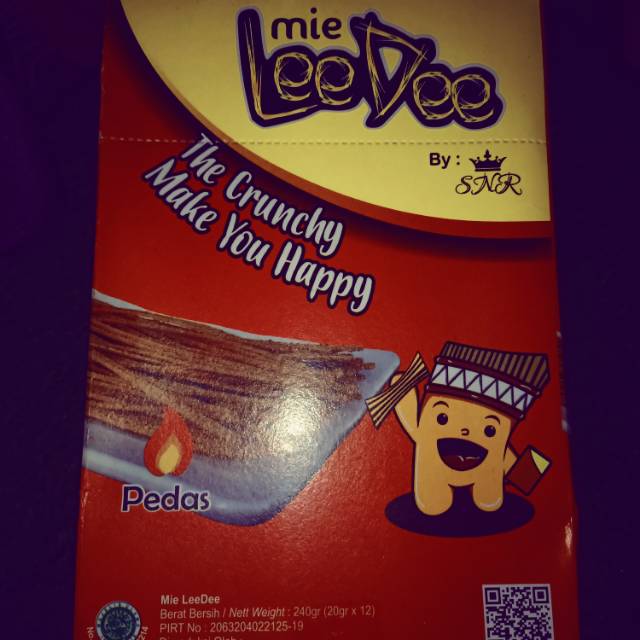 mie
LeeDee
By : SNR
The Crunchy
Make You Happy
Pedas
Mie LeeDee
Berat Bersih / Nett Weight : 240gr (20gr x 12)
PIRT No : 2063204022125-19